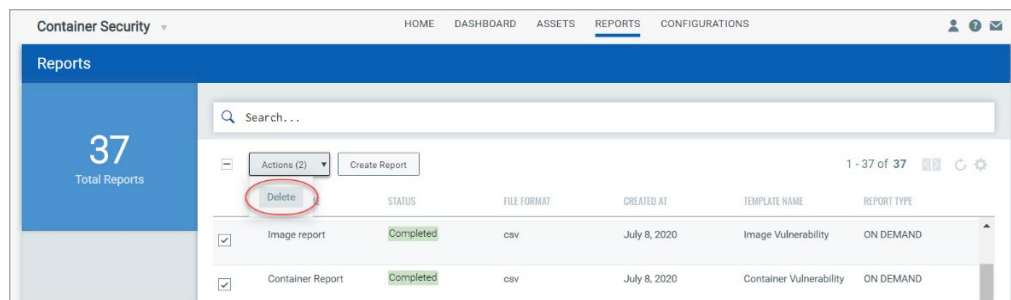 Container Security HOME DASHBOARD ASSETS REPORTS CONFIGURATIONS
Reports
Search...
37
Total Reports
Actions (2) Create Report 1 - 37 of 37
Delete
STATUS FILE FORMAT CREATED AT TEMPLATE NAME REPORT TYPE
Image report Completed csv July 8, 2020 Image Vulnerability ON DEMAND
Container Report Completed csv July 8, 2020 Container Vulnerability ON DEMAND